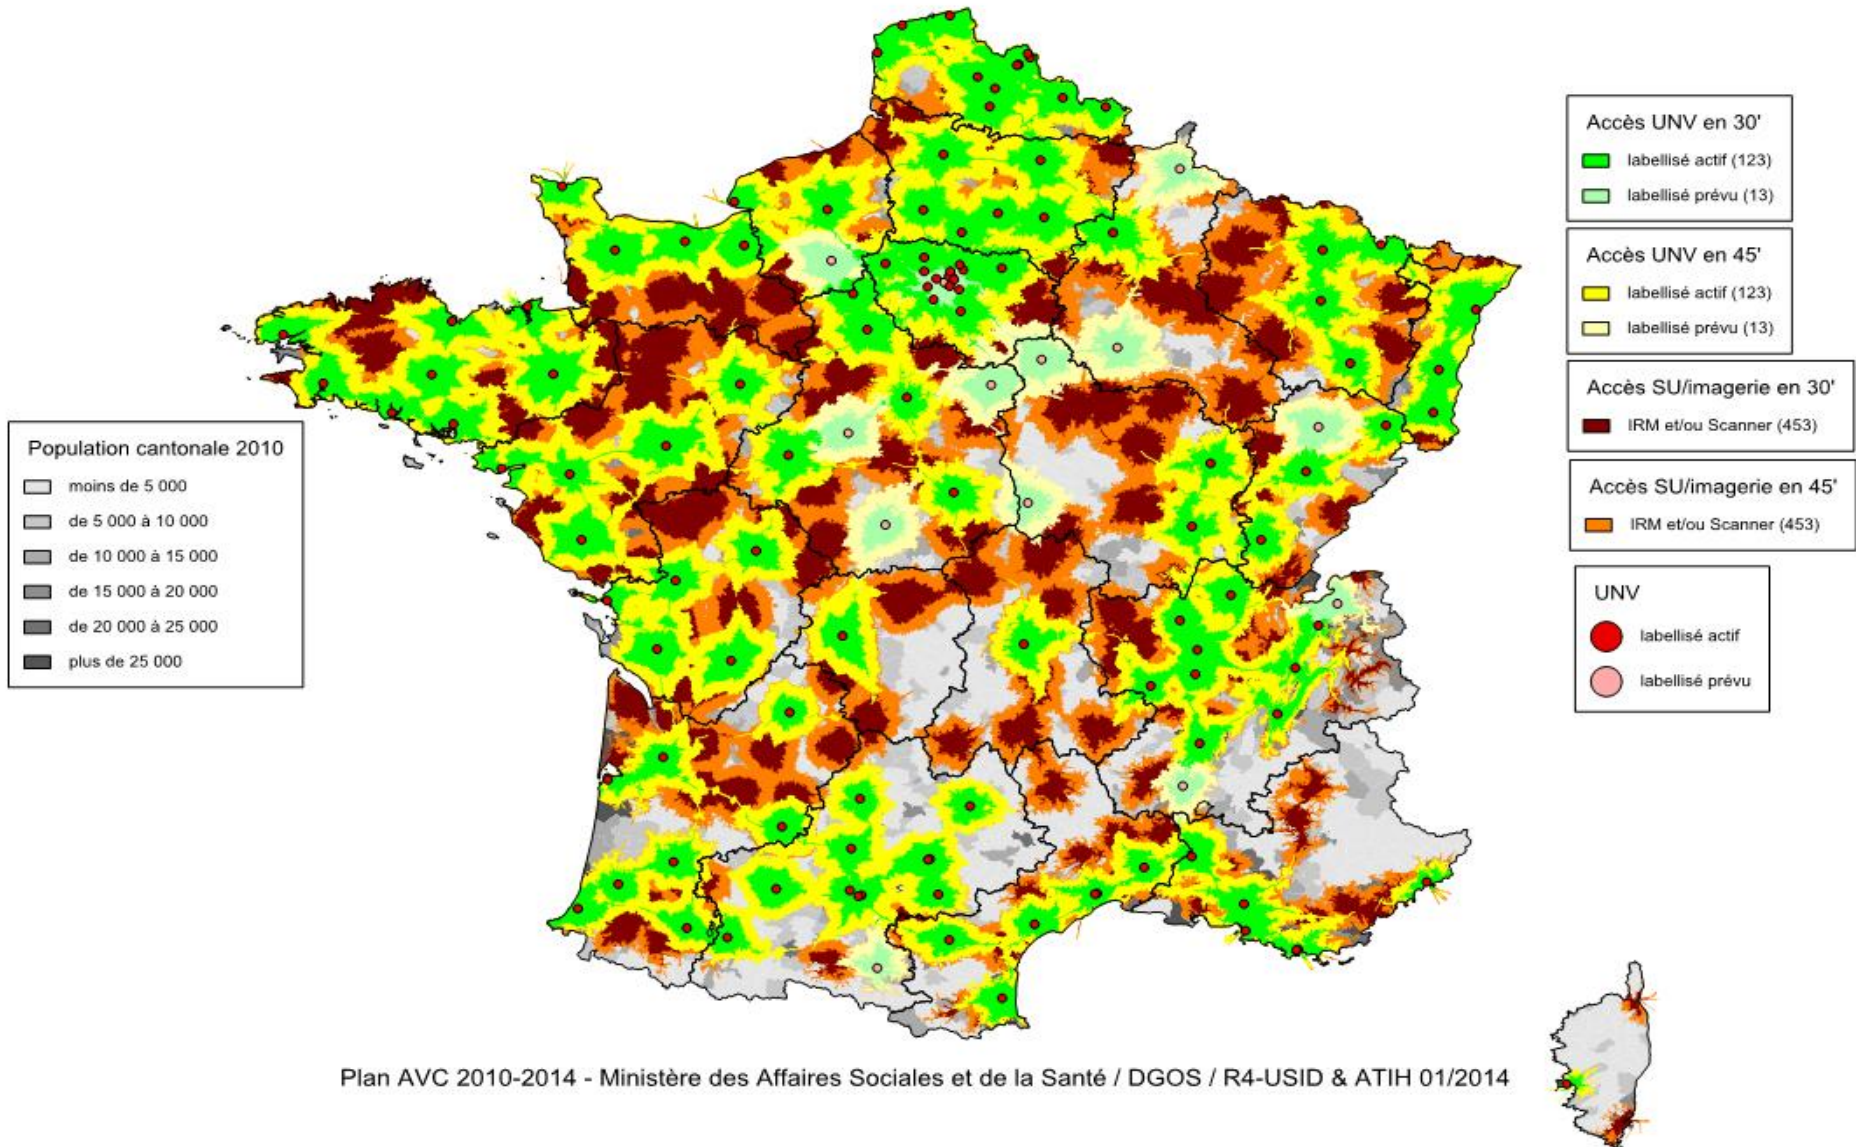 Accès UNV en 30'
labellisé actif (123)
labellisé prévu (13)
Accès UNV en 45'
labellisé actif (123)
labellisé prévu (13)
Accès SU/imagerie en 30'
IRM et/ou Scanner (453)
Accès SU/imagerie en 45'
IRM et/ou Scanner (453)
UNV
labellisé actif
labellisé prévu
Population cantonale 2010
moins de 5 000
de 5 000 à 10 000
de 10 000 à 15 000
de 15 000 à 20 000
de 20 000 à 25 000
plus de 25 000
Plan AVC 2010-2014 - Ministère des Affaires Sociales et de la Santé / DGOS / R4-USID & ATIH 01/2014